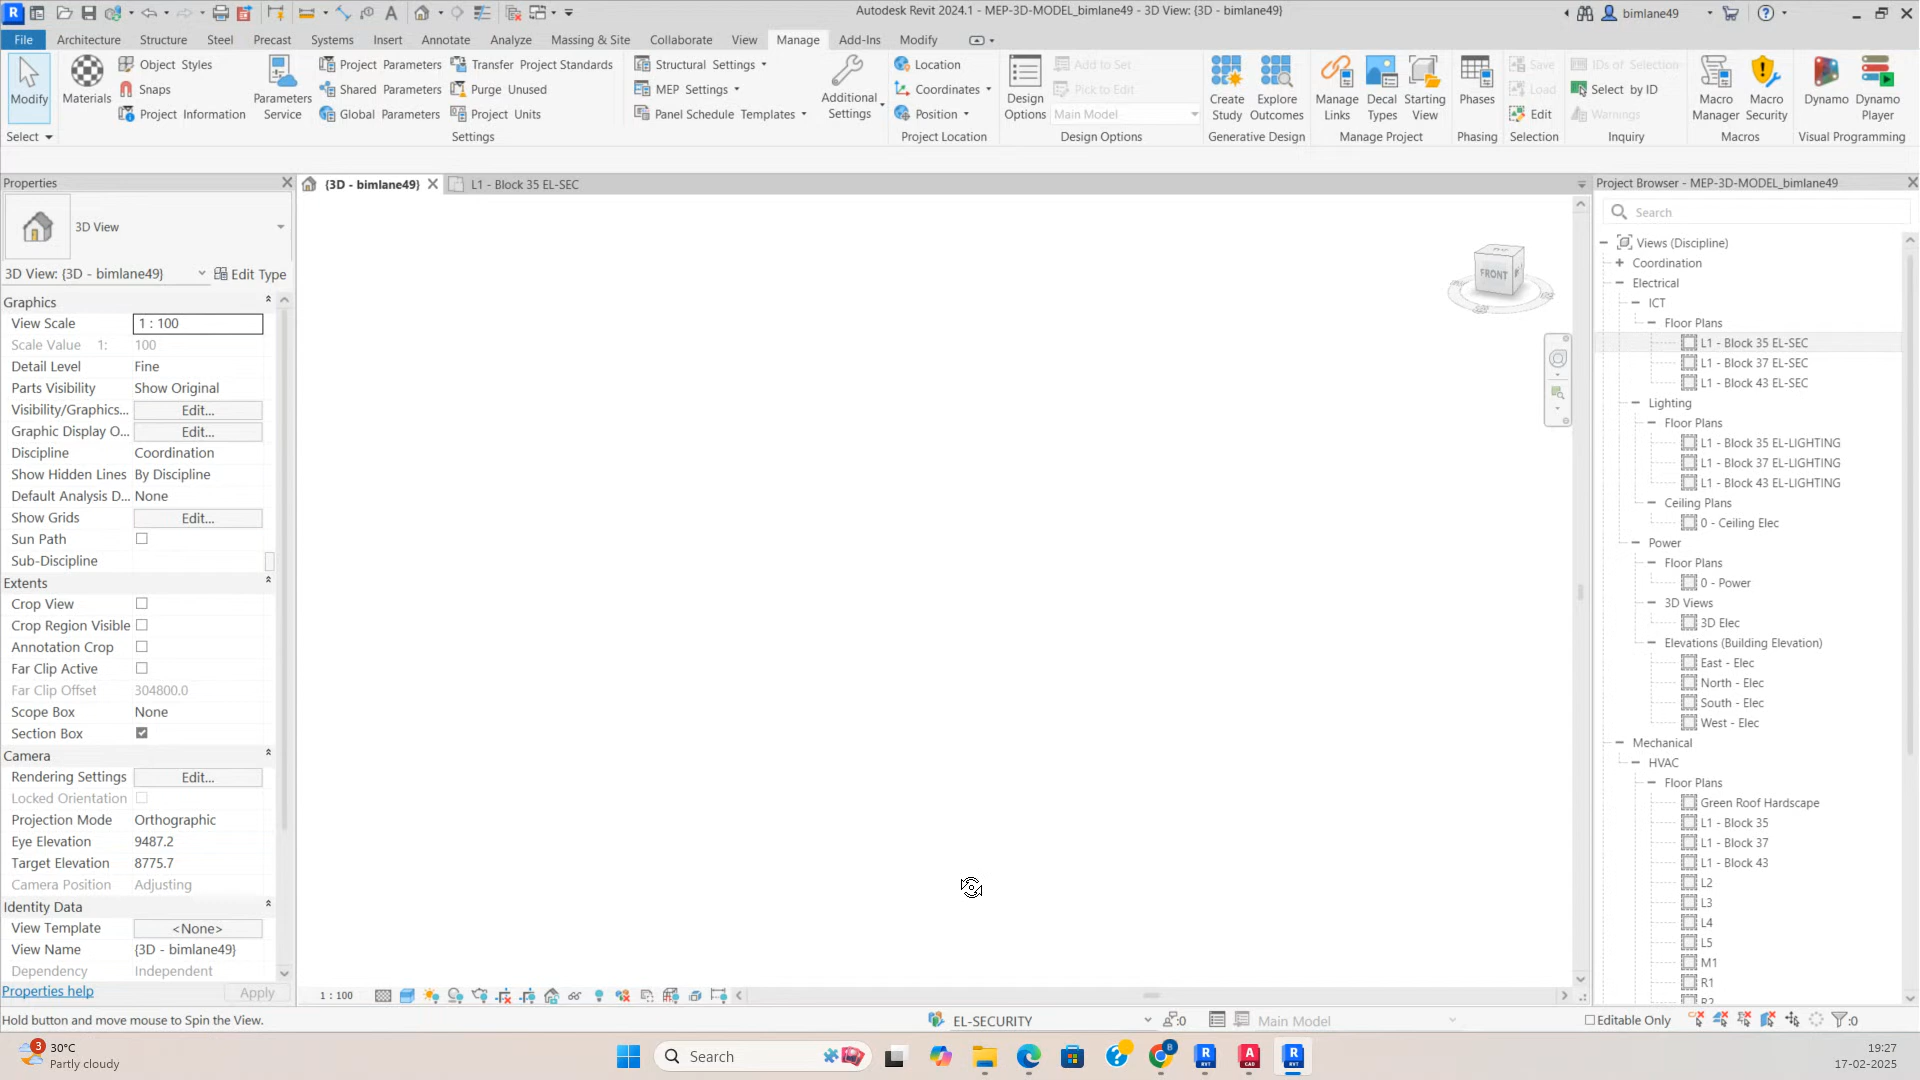 Autodesk Revit 2024.1 - MEP-3D-MODEL_bimlane49 - 3D View: {3D - bimlane49}
bimlane49
File Architecture Structure Steel Precast Systems Insert Annotate Analyze Massing & Site Collaborate View Manage Add-Ins Modify
Modify
Select
Materials
Object Styles
Snaps
Project Information
Parameters Service
Project Parameters
Shared Parameters
Global Parameters
Transfer Project Standards
Purge Unused
Project Units
Settings
Structural Settings
MEP Settings
Panel Schedule Templates
Additional Settings
Location
Coordinates
Position
Project Location
Design Options
Add to Set
Pick to Edit
Main Model
Design Options
Create Study
Explore Outcomes
Generative Design
Manage Links
Decal Types
Starting View
Manage Project
Phases
Phasing
Save
Load
Edit
Selection
IDs of Selection
Select by ID
Warnings
Inquiry
Macro Manager
Macro Security
Macros
Dynamo
Dynamo Player
Visual Programming
Properties
3D View
3D View: {3D - bimlane49}
Edit Type
Graphics
View Scale 1 : 100
Scale Value 1: 100
Detail Level Fine
Parts Visibility Show Original
Visibility/Graphics... Edit...
Graphic Display O... Edit...
Discipline Coordination
Show Hidden Lines By Discipline
Default Analysis D... None
Show Grids Edit...
Sun Path
Sub-Discipline
Extents
Crop View
Crop Region Visible
Annotation Crop
Far Clip Active
Far Clip Offset 304800.0
Scope Box None
Section Box
Camera
Rendering Settings Edit...
Locked Orientation
Projection Mode Orthographic
Eye Elevation 9487.2
Target Elevation 8775.7
Camera Position Adjusting
Identity Data
View Template <None>
View Name {3D - bimlane49}
Dependency Independent
Properties help
Apply
{3D - bimlane49}
L1 - Block 35 EL-SEC
FRONT
1 : 100
Project Browser - MEP-3D-MODEL_bimlane49
Search
Views (Discipline)
Coordination
Electrical
ICT
Floor Plans
L1 - Block 35 EL-SEC
L1 - Block 37 EL-SEC
L1 - Block 43 EL-SEC
Lighting
Floor Plans
L1 - Block 35 EL-LIGHTING
L1 - Block 37 EL-LIGHTING
L1 - Block 43 EL-LIGHTING
Ceiling Plans
0 - Ceiling Elec
Power
Floor Plans
0 - Power
3D Views
3D Elec
Elevations (Building Elevation)
East - Elec
North - Elec
South - Elec
West - Elec
Mechanical
HVAC
Floor Plans
Green Roof Hardscape
L1 - Block 35
L1 - Block 37
L1 - Block 43
L2
L3
L4
L5
M1
R1
R2
Hold button and move mouse to Spin the View.
EL-SECURITY
:0
Main Model
Editable Only
:0
3
30°C
Partly cloudy
Search
19:27
17-02-2025